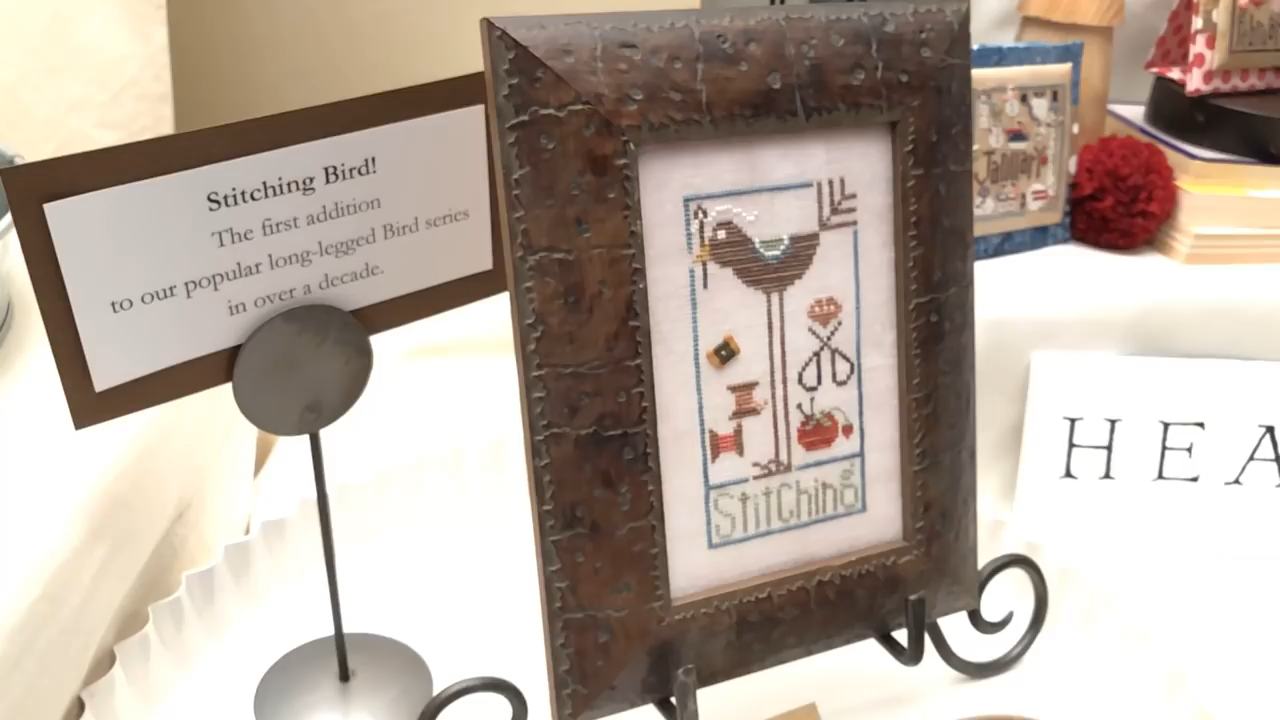 Stitching Bird!
The first addition
to our popular long-legged Bird series
in over a decade.
Stitching
January
HEA